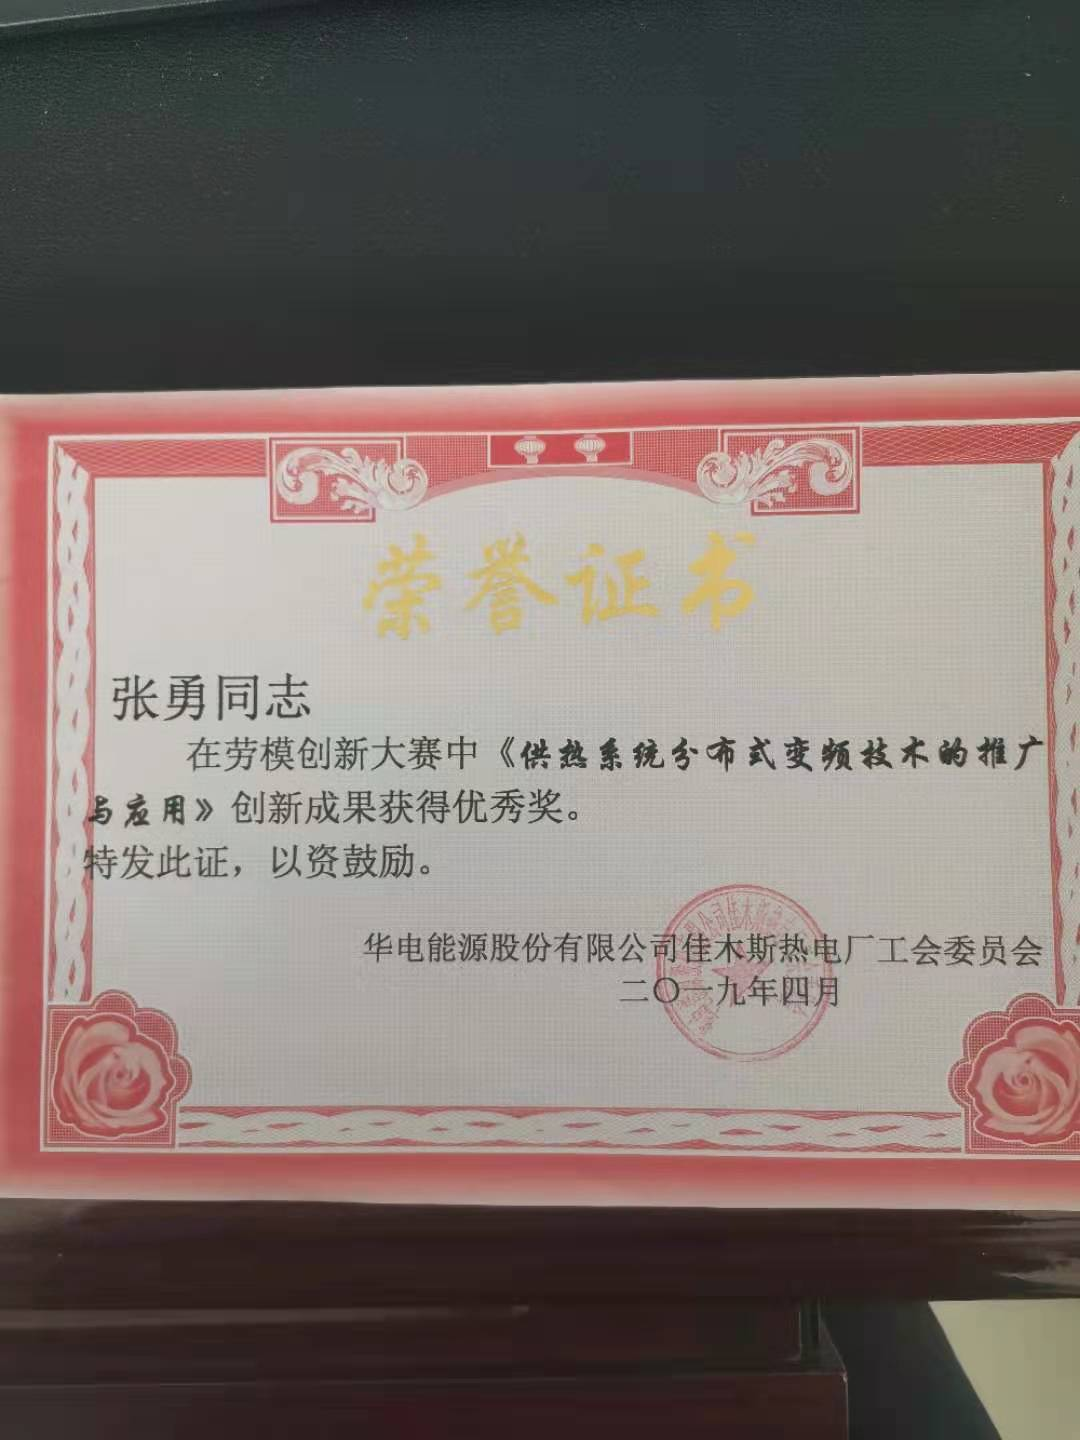 荣誉证书
张勇同志
在劳模创新大赛中《供热系统分布式变频技术的推广
与应用》创新成果获得优秀奖。
特发此证，以资鼓励。
华电能源股份有限公司佳木斯热电厂工会委员会
二〇一九年四月